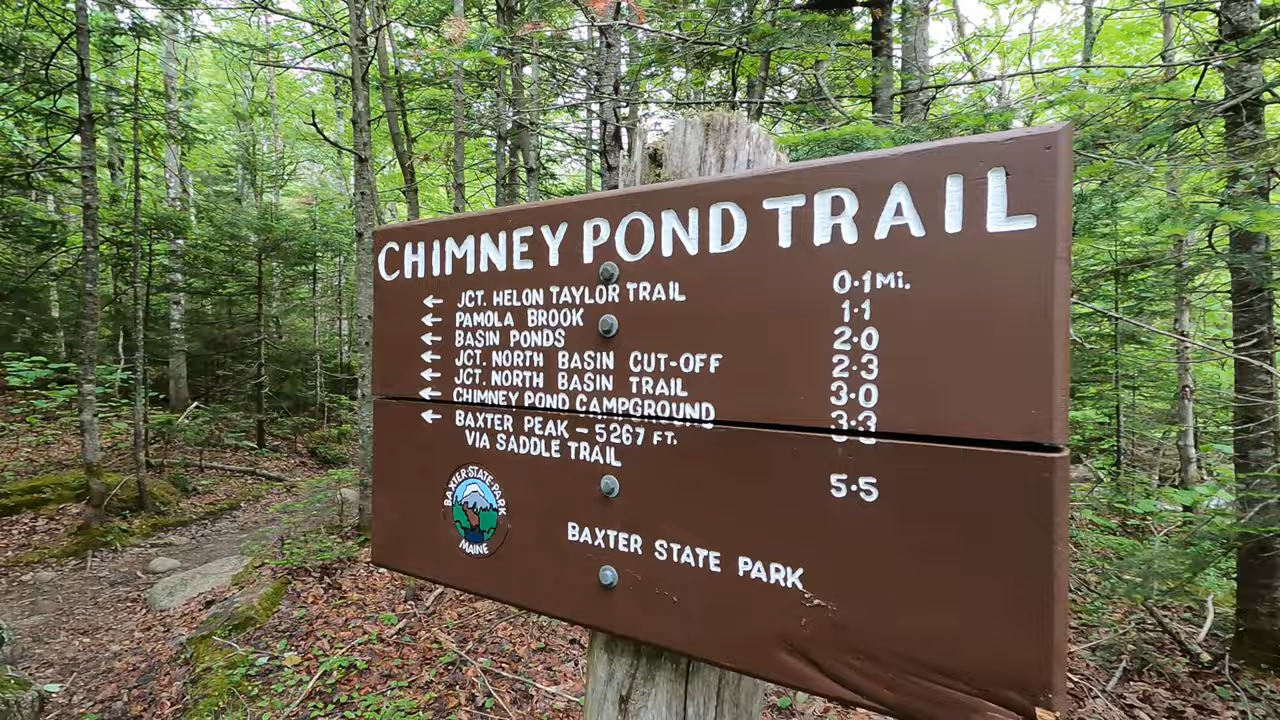 CHIMNEY POND TRAIL
← JCT. HELON TAYLOR TRAIL 0.1 Mi.
← PAMOLA BROOK 1.1
← BASIN PONDS 2.0
← JCT. NORTH BASIN CUT-OFF 2.3
← JCT. NORTH BASIN TRAIL 3.0
← CHIMNEY POND CAMPGROUND 3.3
← BAXTER PEAK – 5267 FT.
VIA SADDLE TRAIL 5.5
BAXTER STATE PARK
MAINE
BAXTER STATE PARK